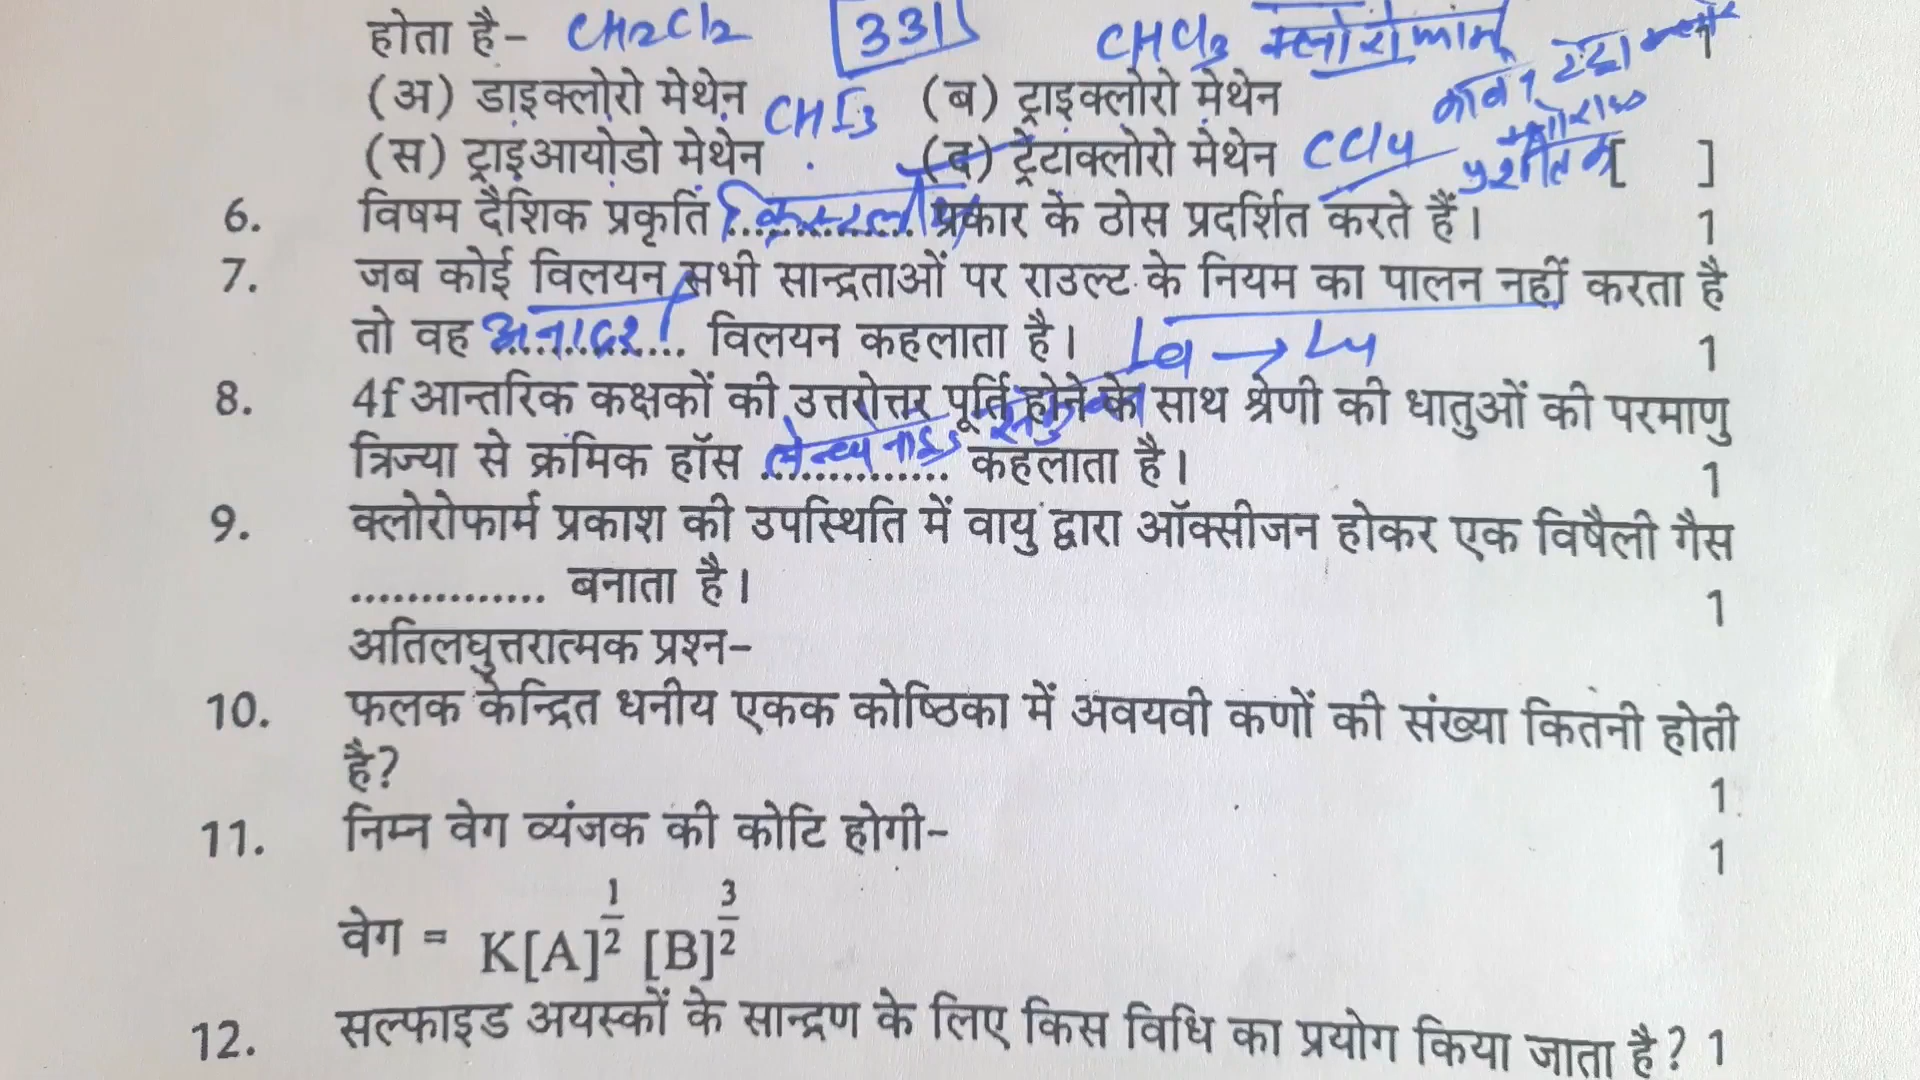 होता है- CH2Cl2 331 CHCl3 क्लोरोफार्म
(अ) डाइक्लोरो मेथेन CHI3 (ब) ट्राइक्लोरो मेथेन
(स) ट्राइआयोडो मेथेन (द) टेट्राक्लोरो मेथेन CCl4 [ ]
6. विषम दैशिक प्रकृति .............. प्रकार के ठोस प्रदर्शित करते हैं। 1
7. जब कोई विलयन सभी सान्द्रताओं पर राउल्ट के नियम का पालन नहीं करता है
तो वह अनादर्श .............. विलयन कहलाता है। La → Lu 1
8. 4f आन्तरिक कक्षकों की उत्तरोत्तर पूर्ति होने के साथ श्रेणी की धातुओं की परमाणु
त्रिज्या से क्रमिक हॉस .............. कहलाता है। 1
9. क्लोरोफार्म प्रकाश की उपस्थिति में वायु द्वारा ऑक्सीजन होकर एक विषैली गैस
.............. बनाता है। 1
अतिलघुत्तरात्मक प्रश्न-
10. फलक केन्द्रित धनीय एकक कोष्ठिका में अवयवी कणों की संख्या कितनी होती
है? 1
11. निम्न वेग व्यंजक की कोटि होगी- 1
वेग = K[A]^1/2 [B]^3/2
12. सल्फाइड अयस्कों के सान्द्रण के लिए किस विधि का प्रयोग किया जाता है? 1